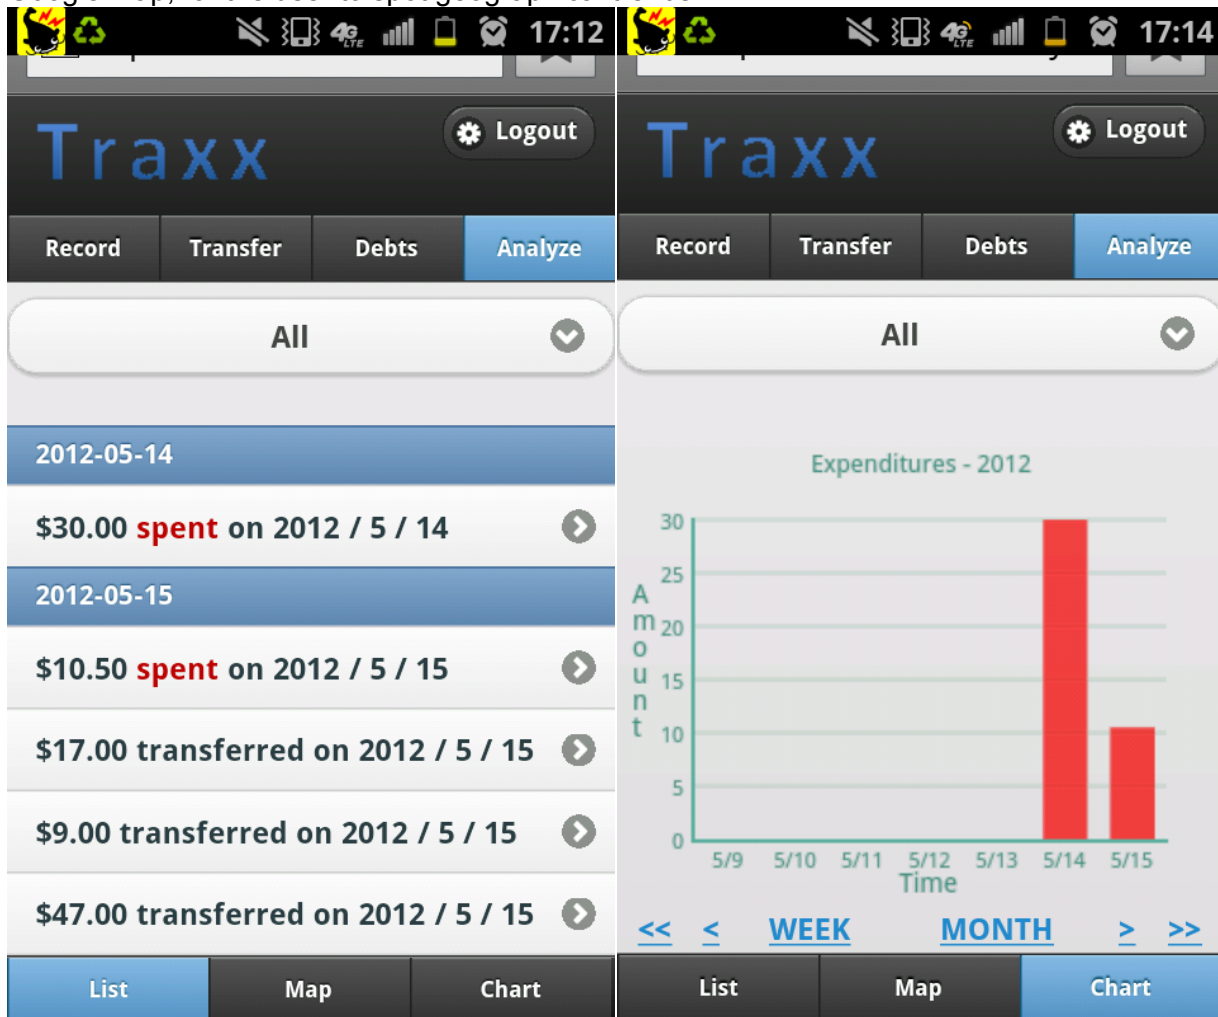 17:12
Traxx
Logout
Record Transfer Debts Analyze
All
2012-05-14
$30.00 spent on 2012 / 5 / 14
2012-05-15
$10.50 spent on 2012 / 5 / 15
$17.00 transferred on 2012 / 5 / 15
$9.00 transferred on 2012 / 5 / 15
$47.00 transferred on 2012 / 5 / 15
List Map Chart
4G LTE 17:14
Traxx
Logout
Record Transfer Debts Analyze
All
Expenditures - 2012
Amount
30
25
20
15
10
5
0
5/9 5/10 5/11 5/12 5/13 5/14 5/15
Time
<< < WEEK MONTH > >>
List Map Chart